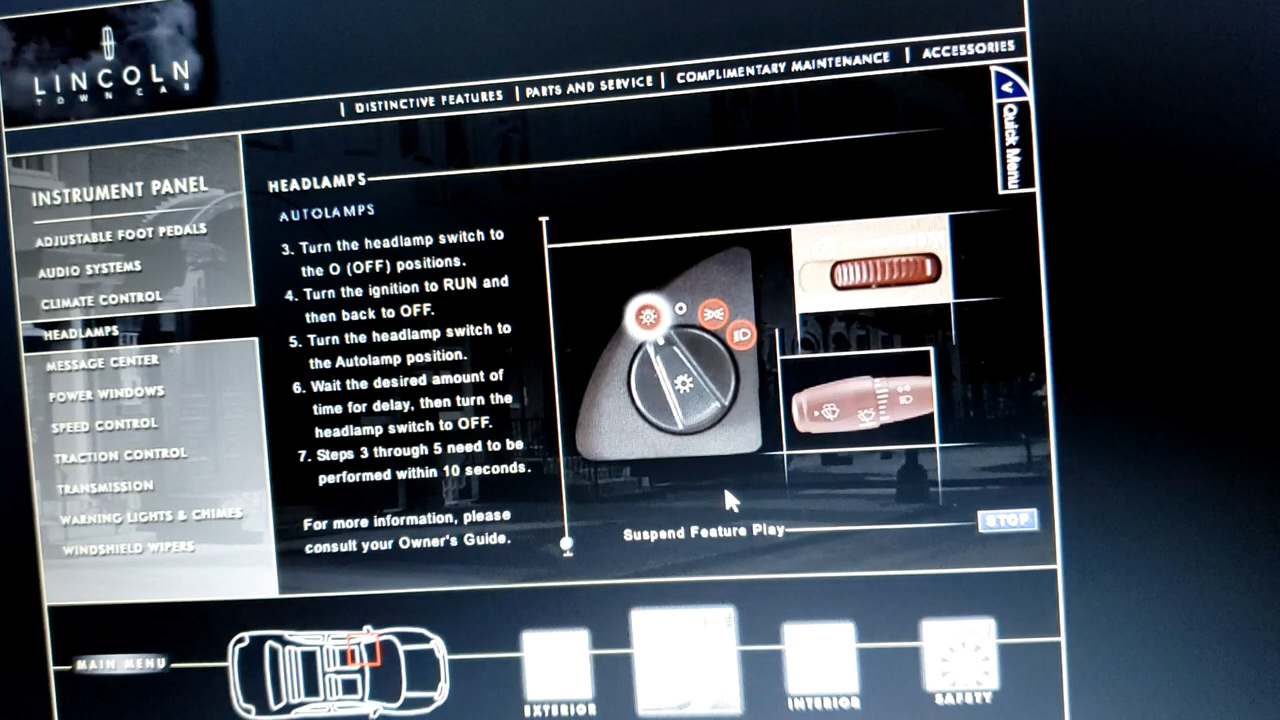 LINCOLN
TOWN CAR
| DISTINCTIVE FEATURES | PARTS AND SERVICE | COMPLIMENTARY MAINTENANCE | ACCESSORIES
Quick Menu
INSTRUMENT PANEL
ADJUSTABLE FOOT PEDALS
AUDIO SYSTEMS
CLIMATE CONTROL
HEADLAMPS
MESSAGE CENTER
POWER WINDOWS
SPEED CONTROL
TRACTION CONTROL
TRANSMISSION
WARNING LIGHTS & CHIMES
WINDSHIELD WIPERS
HEADLAMPS
AUTOLAMPS
3. Turn the headlamp switch to
the O (OFF) positions.
4. Turn the ignition to RUN and
then back to OFF.
5. Turn the headlamp switch to
the Autolamp position.
6. Wait the desired amount of
time for delay, then turn the
headlamp switch to OFF.
7. Steps 3 through 5 need to be
performed within 10 seconds.
For more information, please
consult your Owner's Guide.
Suspend Feature Play
STOP
MAIN MENU
EXTERIOR
INTERIOR
SAFETY